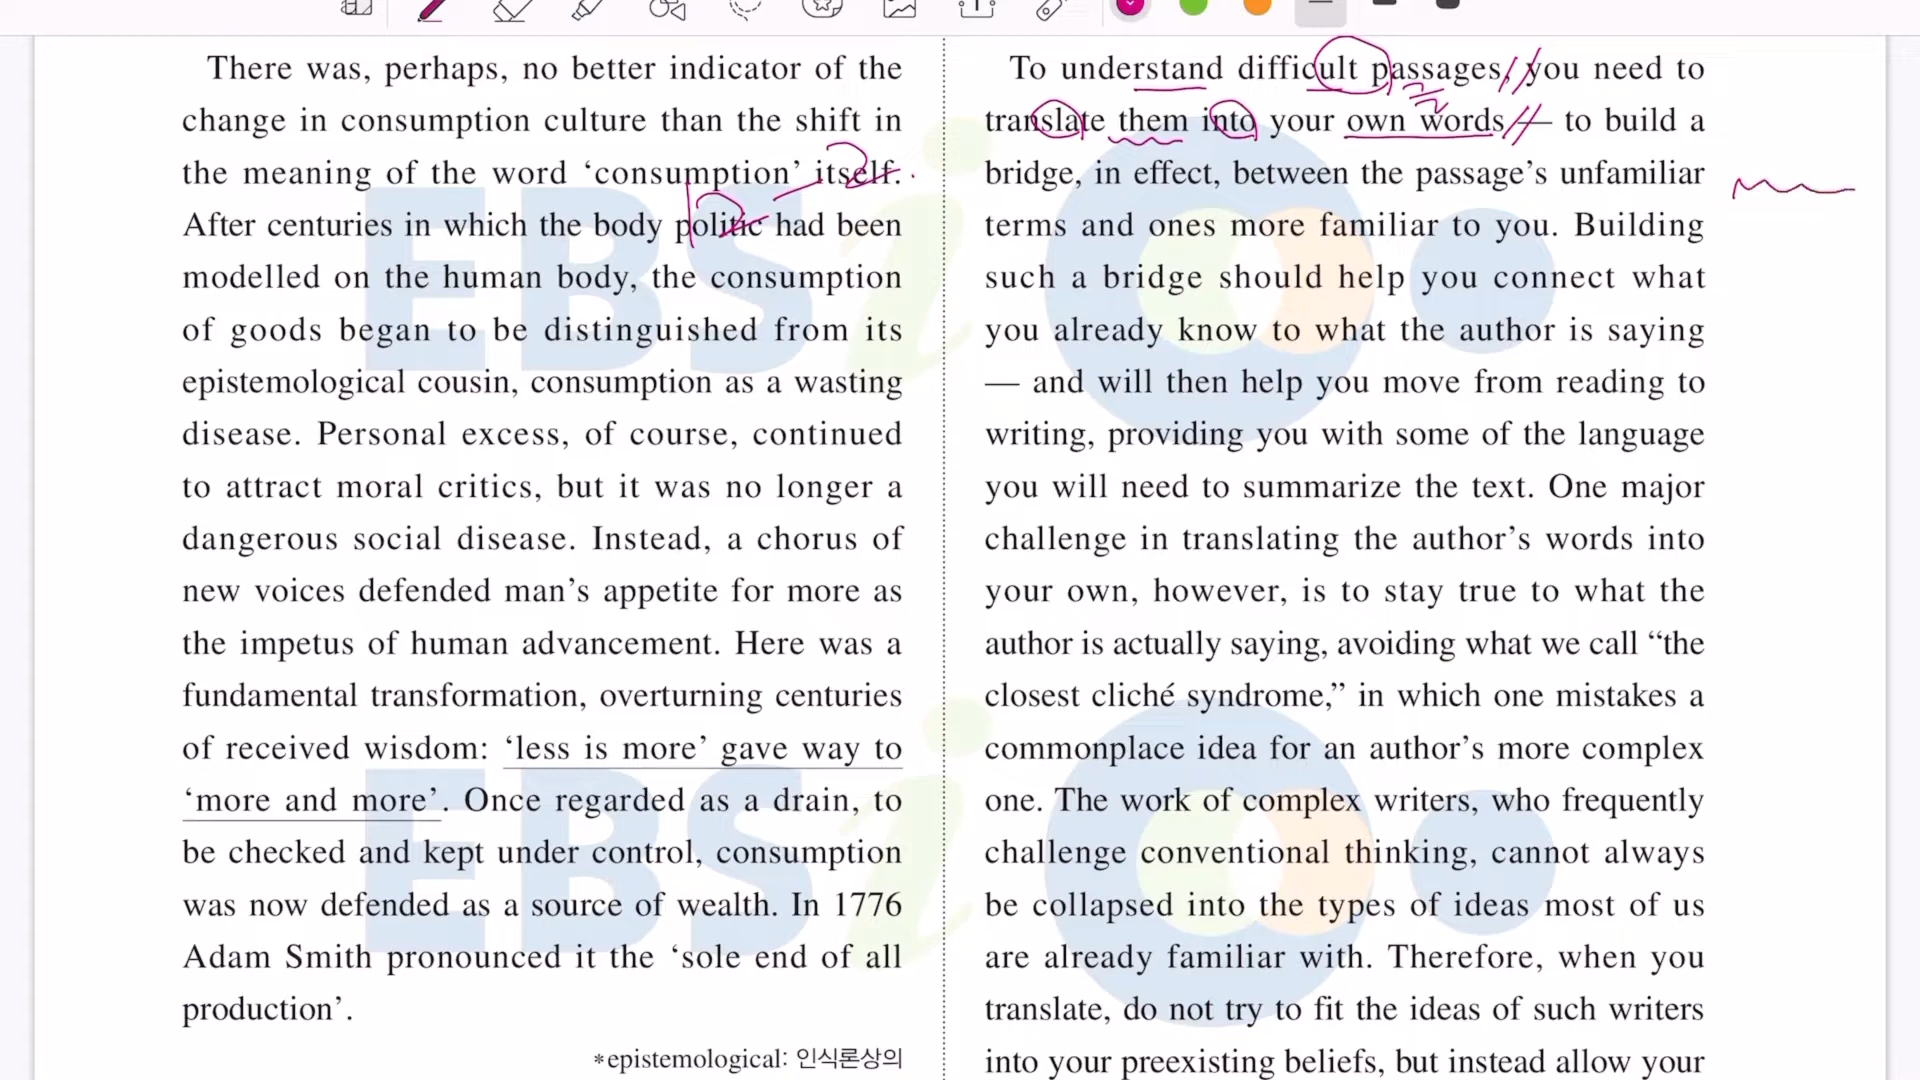 There was, perhaps, no better indicator of the
change in consumption culture than the shift in
the meaning of the word ‘consumption’ itself.
After centuries in which the body politic had been
modelled on the human body, the consumption
of goods began to be distinguished from its
epistemological cousin, consumption as a wasting
disease. Personal excess, of course, continued
to attract moral critics, but it was no longer a
dangerous social disease. Instead, a chorus of
new voices defended man’s appetite for more as
the impetus of human advancement. Here was a
fundamental transformation, overturning centuries
of received wisdom: ‘less is more’ gave way to
‘more and more’. Once regarded as a drain, to
be checked and kept under control, consumption
was now defended as a source of wealth. In 1776
Adam Smith pronounced it the ‘sole end of all
production’.
*epistemological: 인식론상의
To understand difficult passages, you need to
translate them into your own words — to build a
bridge, in effect, between the passage’s unfamiliar
terms and ones more familiar to you. Building
such a bridge should help you connect what
you already know to what the author is saying
— and will then help you move from reading to
writing, providing you with some of the language
you will need to summarize the text. One major
challenge in translating the author’s words into
your own, however, is to stay true to what the
author is actually saying, avoiding what we call “the
closest cliché syndrome,” in which one mistakes a
commonplace idea for an author’s more complex
one. The work of complex writers, who frequently
challenge conventional thinking, cannot always
be collapsed into the types of ideas most of us
are already familiar with. Therefore, when you
translate, do not try to fit the ideas of such writers
into your preexisting beliefs, but instead allow your
EBSi
EBSi